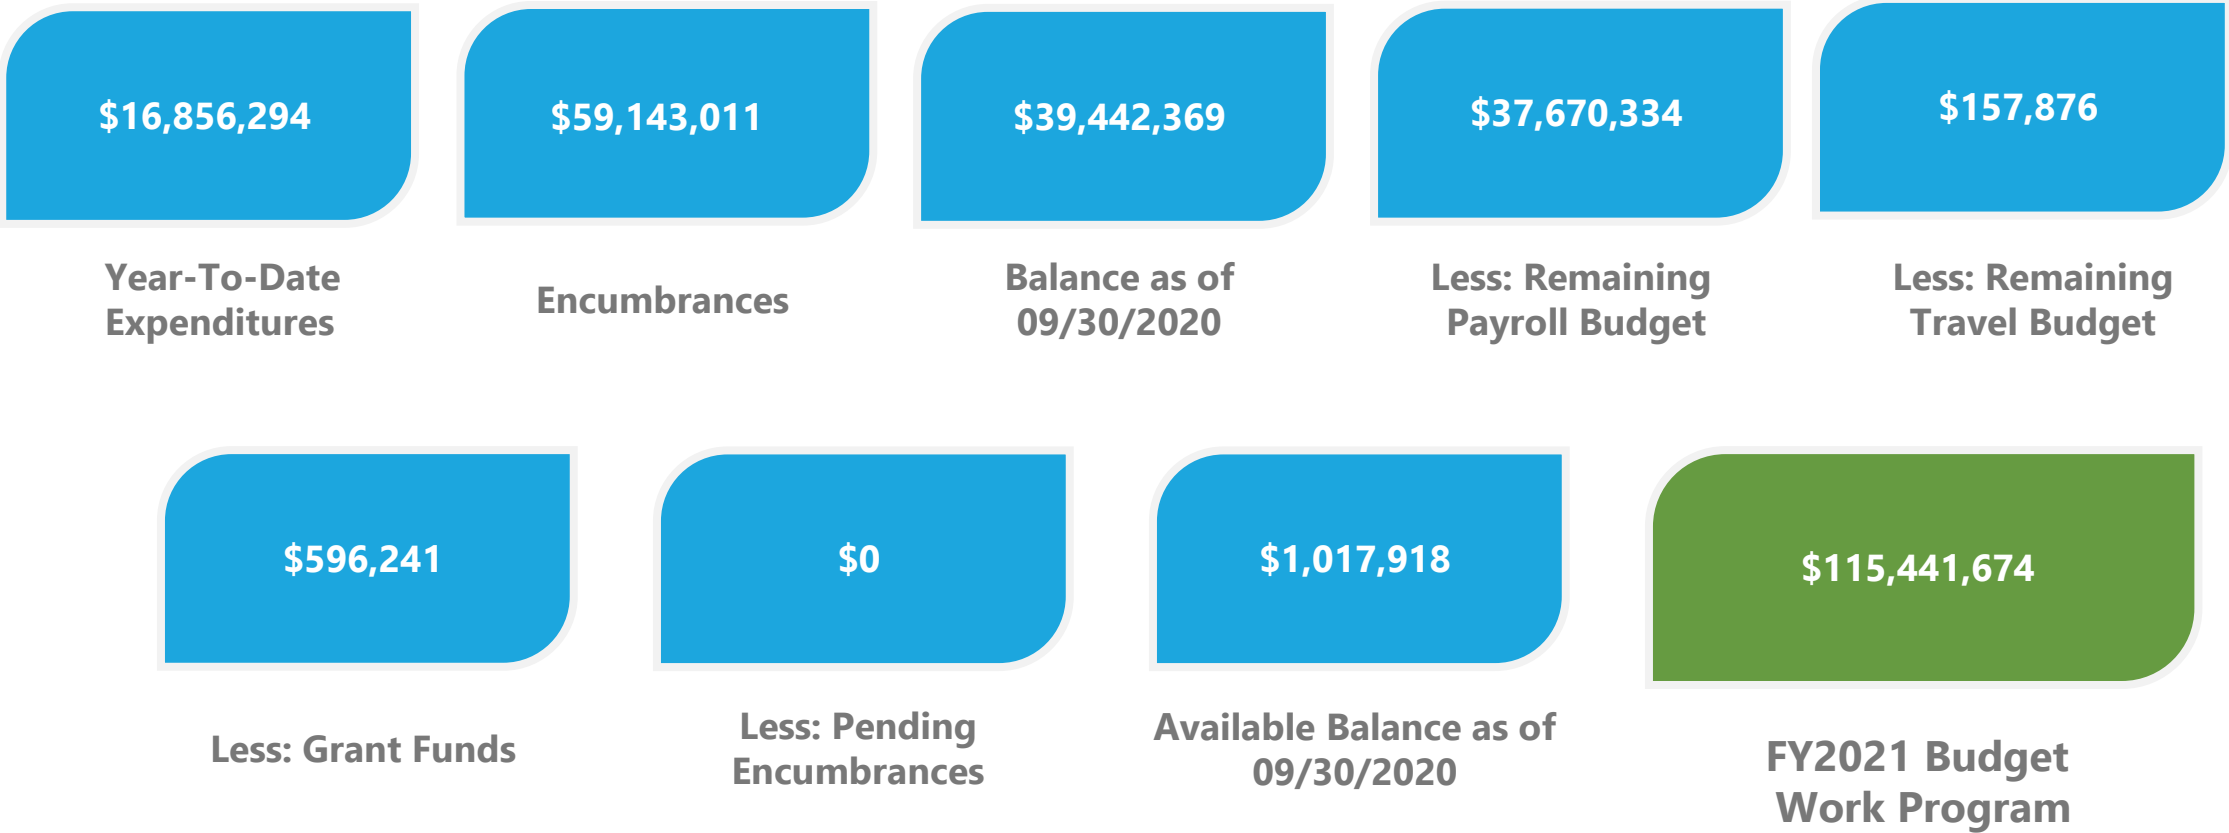 $16,856,294
$59,143,011
$39,442,369
$37,670,334
$157,876
Year-To-Date
Expenditures
Encumbrances
Balance as of
09/30/2020
Less: Remaining
Payroll Budget
Less: Remaining
Travel Budget
$596,241
$0
$1,017,918
$115,441,674
Less: Grant Funds
Less: Pending
Encumbrances
Available Balance as of
09/30/2020
FY2021 Budget
Work Program